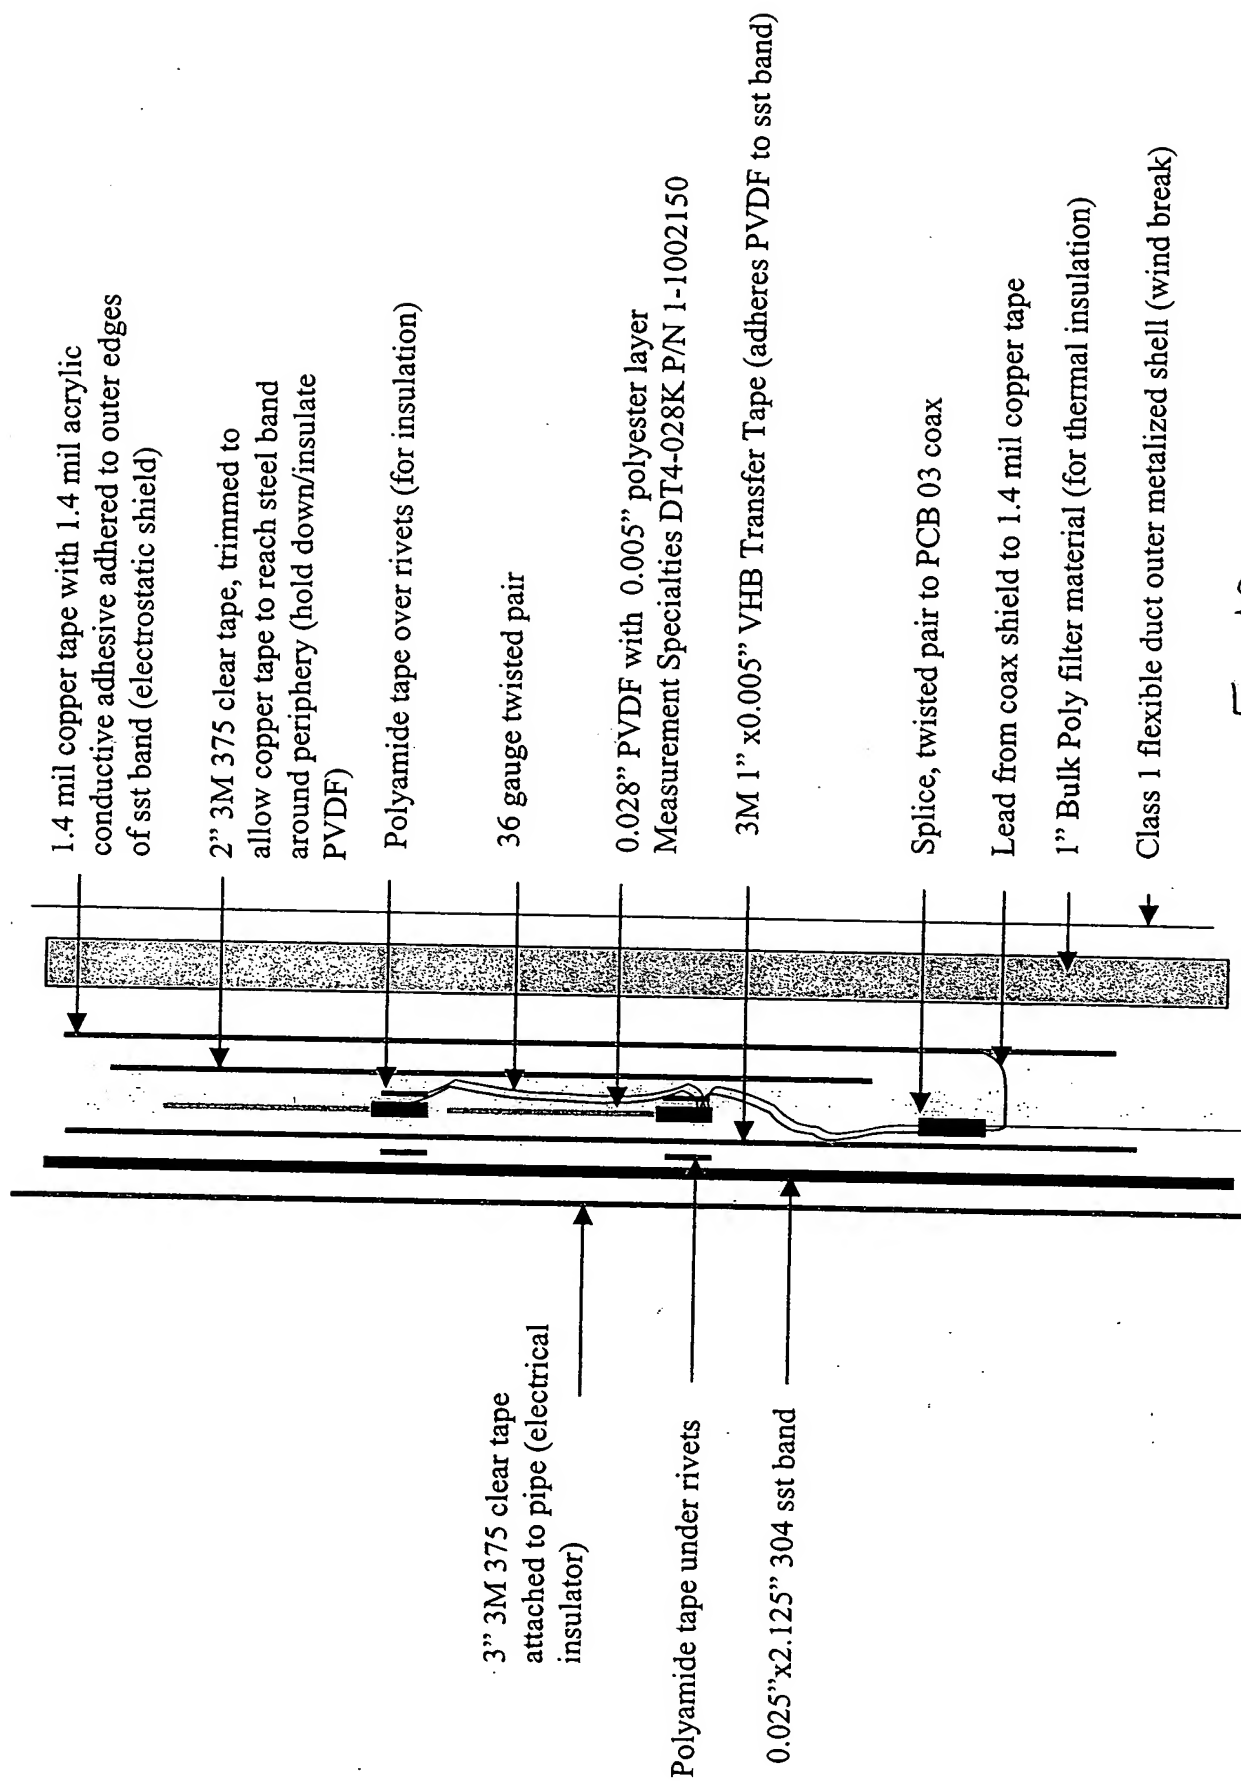 1.4 mil copper tape with 1.4 mil acrylic
conductive adhesive adhered to outer edges
of sst band (electrostatic shield)
2” 3M 375 clear tape, trimmed to
allow copper tape to reach steel band
around periphery (hold down/insulate
PVDF)
Polyamide tape over rivets (for insulation)
36 gauge twisted pair
0.028” PVDF with 0.005” polyester layer
Measurement Specialties DT4-028K P/N 1-1002150
3M 1” x0.005” VHB Transfer Tape (adheres PVDF to sst band)
Splice, twisted pair to PCB 03 coax
Lead from coax shield to 1.4 mil copper tape
1” Bulk Poly filter material (for thermal insulation)
Class 1 flexible duct outer metalized shell (wind break)
3” 3M 375 clear tape
attached to pipe (electrical
insulator)
Polyamide tape under rivets
0.025”x2.125” 304 sst band